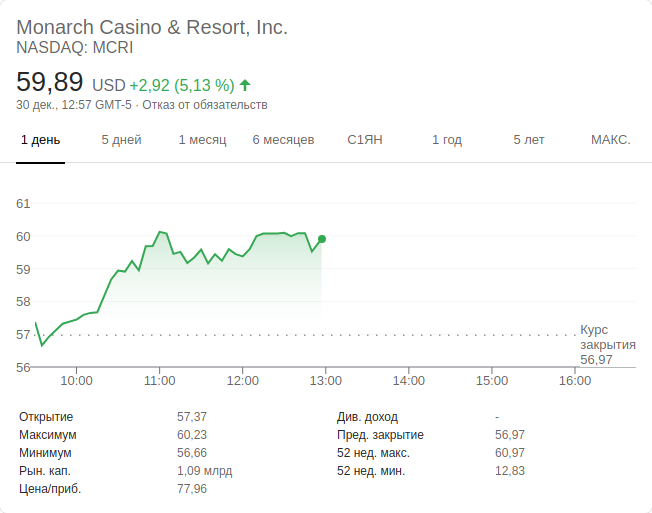 Monarch Casino & Resort, Inc.
NASDAQ: MCRI
59,89 USD +2,92 (5,13 %)
30 дек., 12:57 GMT-5 · Отказ от обязательств
1 день 5 дней 1 месяц 6 месяцев С1ЯН 1 год 5 лет МАКС.
61
60
59
58
57
56
Курс
закрытия
56,97
10:00 11:00 12:00 13:00 14:00 15:00 16:00
Открытие 57,37 Див. доход -
Максимум 60,23 Пред. закрытие 56,97
Минимум 56,66 52 нед. макс. 60,97
Рын. кап. 1,09 млрд 52 нед. мин. 12,83
Цена/приб. 77,96